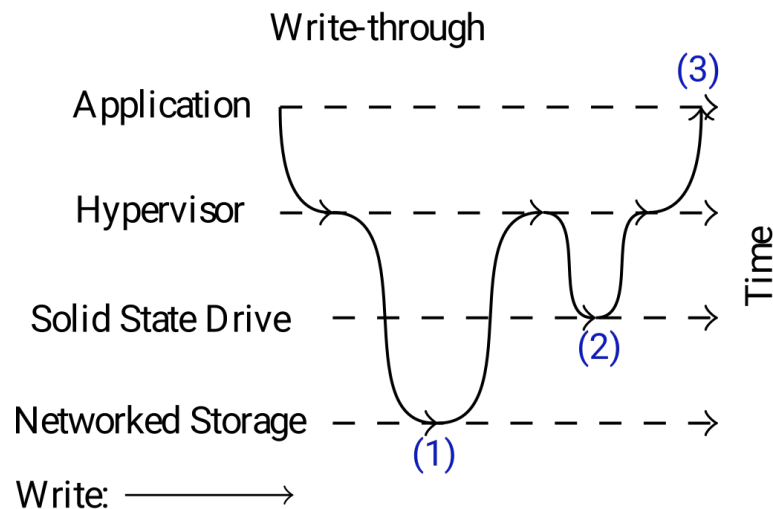 Write-through
(3)
Application
Hypervisor
Time
Solid State Drive
(2)
Networked Storage
(1)
Write: